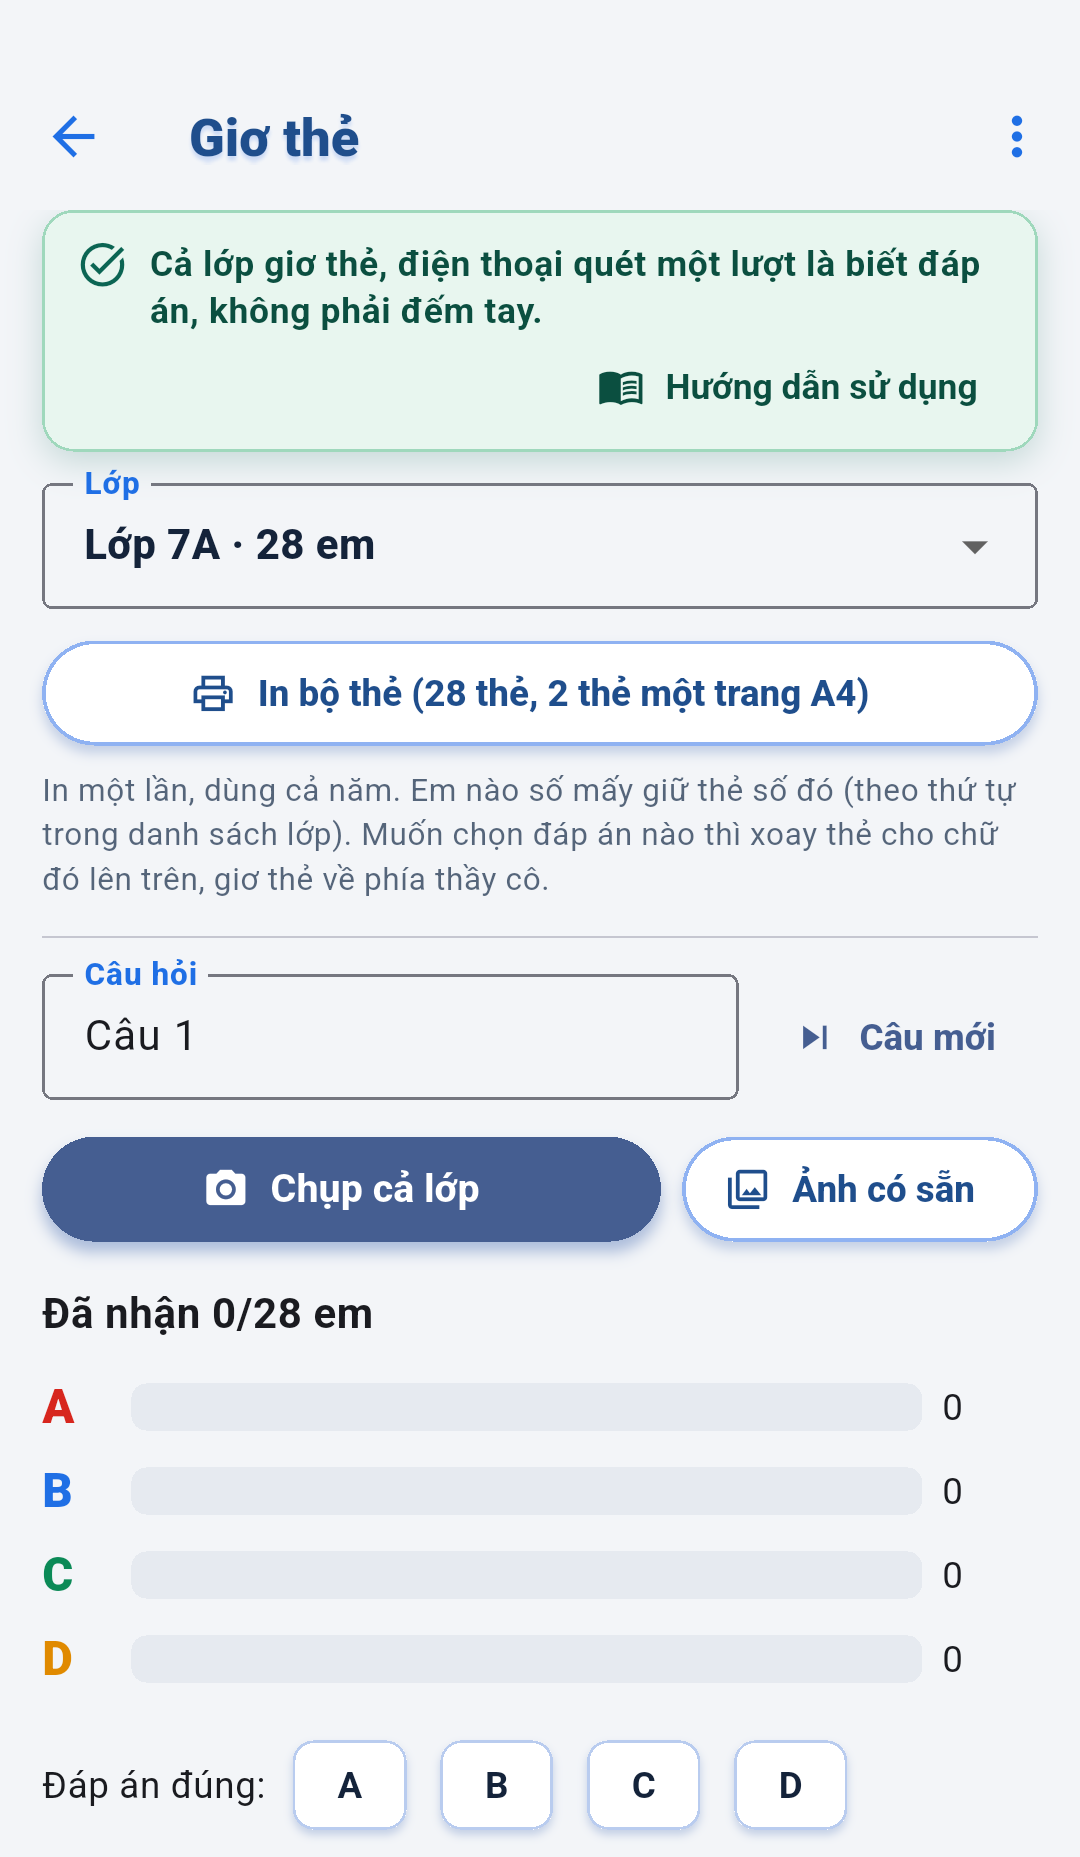 Giơ thẻ
Cả lớp giơ thẻ, điện thoại quét một lượt là biết đáp
án, không phải đếm tay.
Hướng dẫn sử dụng
Lớp
Lớp 7A · 28 em
In bộ thẻ (28 thẻ, 2 thẻ một trang A4)
In một lần, dùng cả năm. Em nào số mấy giữ thẻ số đó (theo thứ tự
trong danh sách lớp). Muốn chọn đáp án nào thì xoay thẻ cho chữ
đó lên trên, giơ thẻ về phía thầy cô.
Câu hỏi
Câu 1
Câu mới
Chụp cả lớp
Ảnh có sẵn
Đã nhận 0/28 em
A 0
B 0
C 0
D 0
Đáp án đúng: A B C D